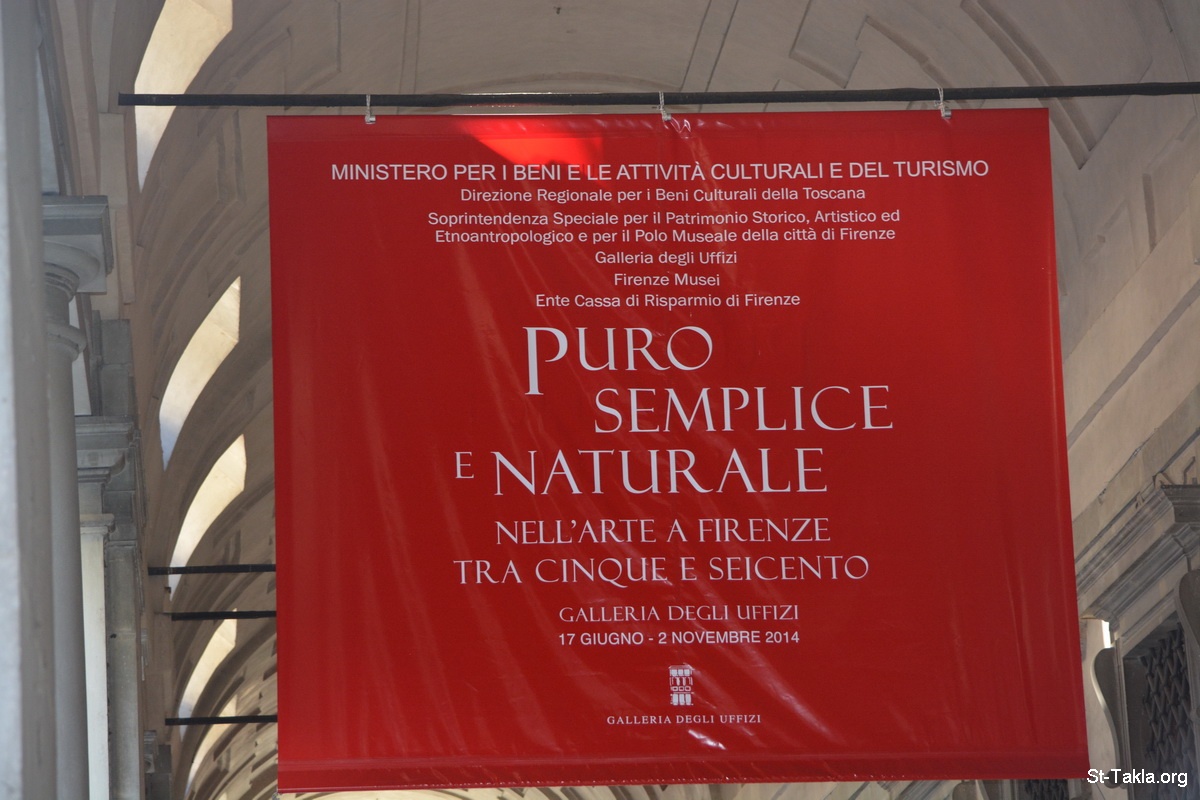 MINISTERO PER I BENI E LE ATTIVITÀ CULTURALI E DEL TURISMO
Direzione Regionale per i Beni Culturali della Toscana
Soprintendenza Speciale per il Patrimonio Storico, Artistico ed
Etnoantropologico e per il Polo Museale della città di Firenze
Galleria degli Uffizi
Firenze Musei
Ente Cassa di Risparmio di Firenze
PURO
SEMPLICE
E NATURALE
NELL'ARTE A FIRENZE
TRA CINQUE E SEICENTO
GALLERIA DEGLI UFFIZI
17 GIUGNO - 2 NOVEMBRE 2014
GALLERIA DEGLI UFFIZI
St-Takla.org